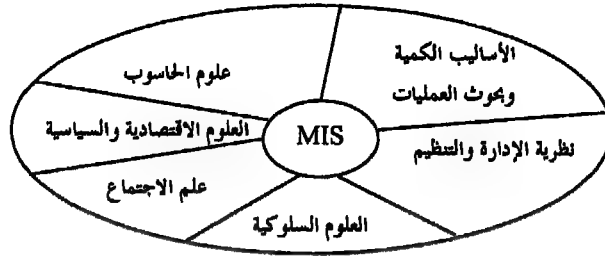 الأساليب الكمية
وبحوث العمليات
علوم الحاسوب
العلوم الاقتصادية والسياسية
MIS
نظرية الإدارة والتنظيم
علم الاجتماع
العلوم السلوكية